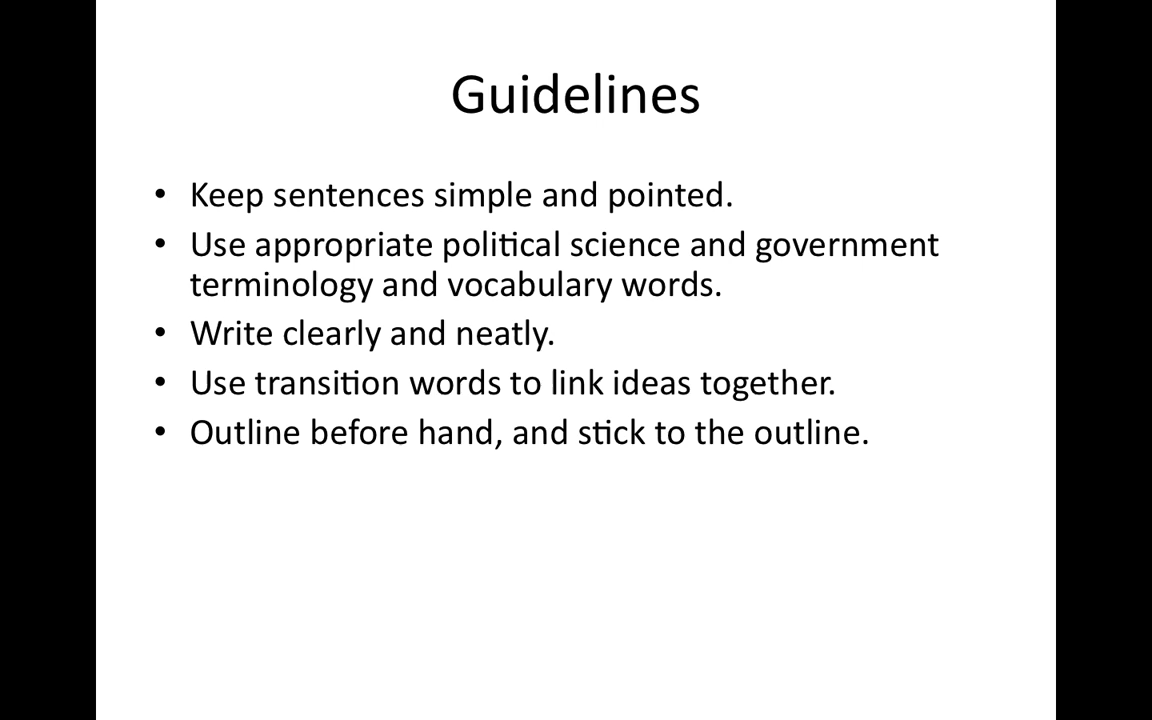 Guidelines
• Keep sentences simple and pointed.
• Use appropriate political science and government
terminology and vocabulary words.
• Write clearly and neatly.
• Use transition words to link ideas together.
• Outline before hand, and stick to the outline.